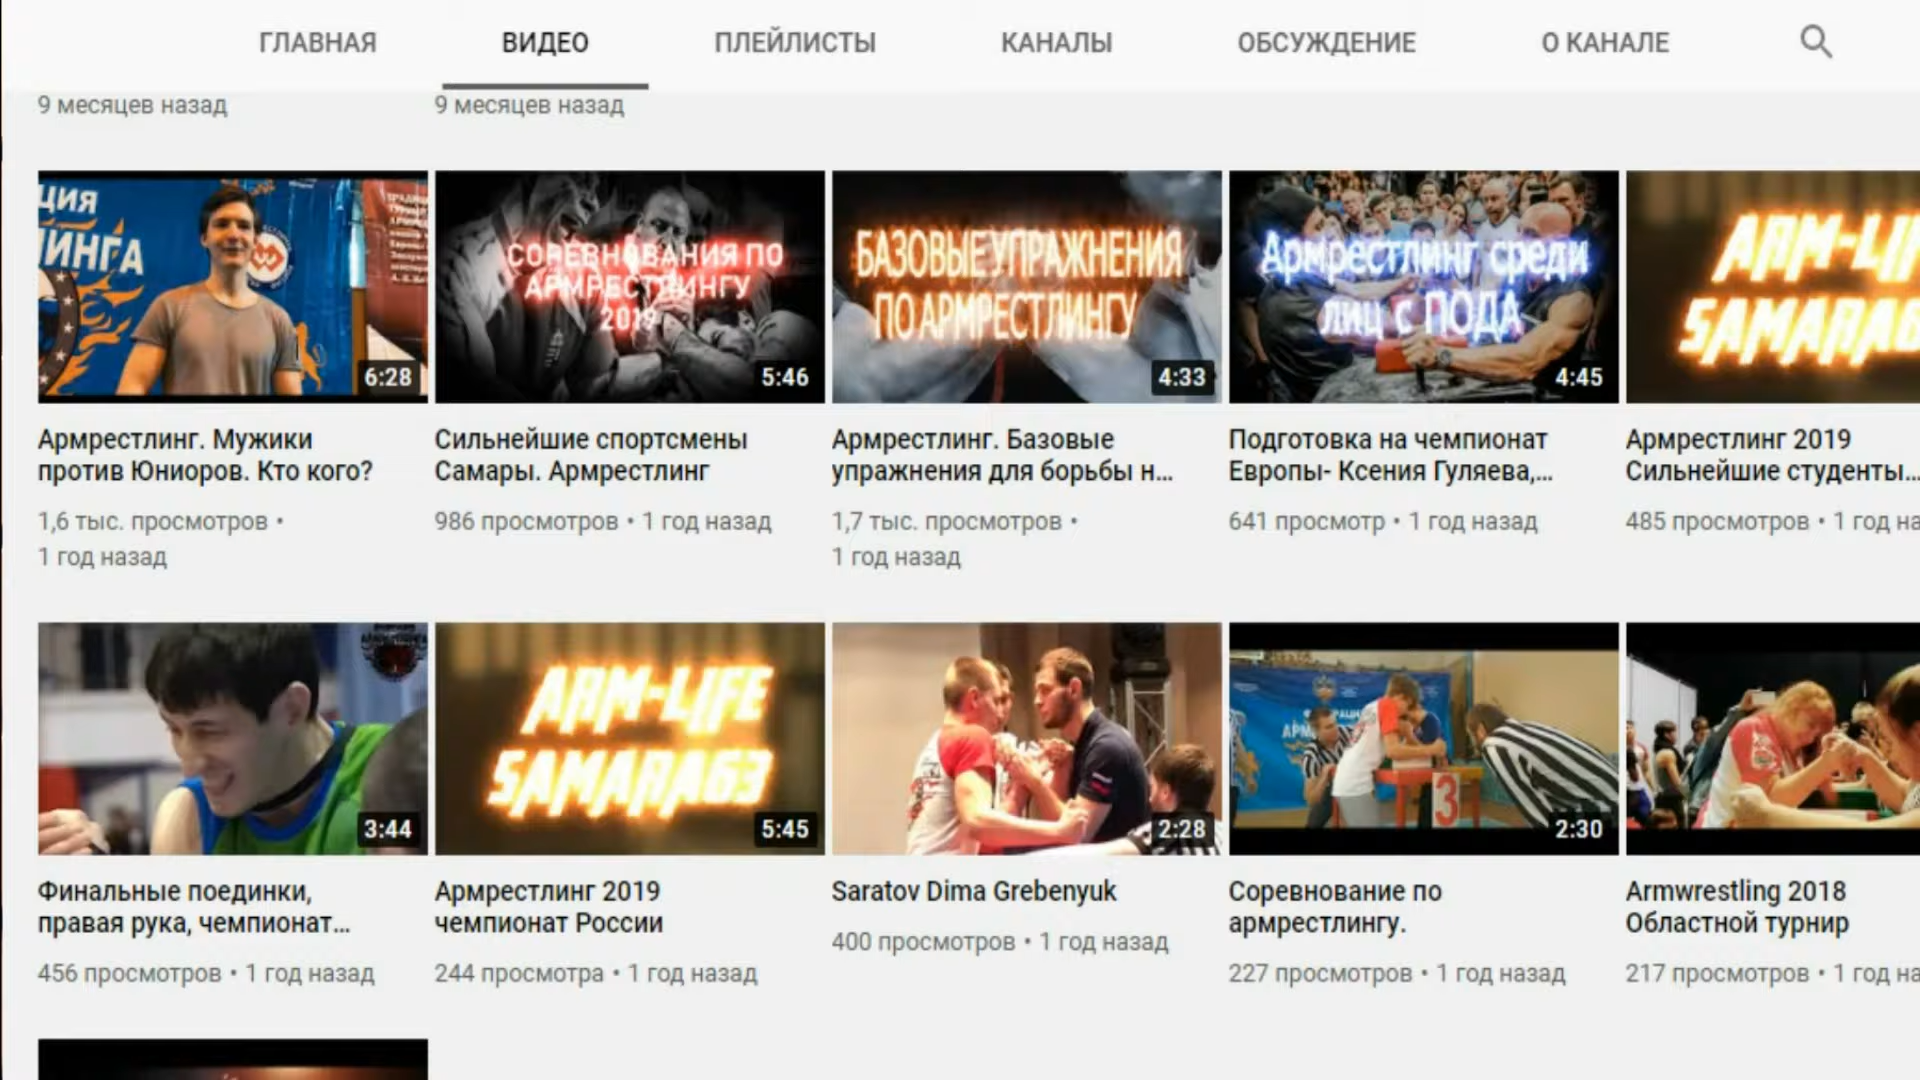 ГЛАВНАЯ
ВИДЕО
ПЛЕЙЛИСТЫ
КАНАЛЫ
ОБСУЖДЕНИЕ
О КАНАЛЕ
9 месяцев назад
9 месяцев назад
ЦИЯ
ЛИНГА
6:28
СОРЕВНОВАНИЯ ПО
АРМРЕСТЛИНГУ
2019
5:46
БАЗОВЫЕ УПРАЖНЕНИЯ
ПО АРМРЕСТЛИНГУ
4:33
Армрестлинг среди
лиц с ПОДА
4:45
ARM-LIF
SAMARA6
Армрестлинг. Мужики
против Юниоров. Кто кого?
1,6 тыс. просмотров •
1 год назад
Сильнейшие спортсмены
Самары. Армрестлинг
986 просмотров • 1 год назад
Армрестлинг. Базовые
упражнения для борьбы н...
1,7 тыс. просмотров •
1 год назад
Подготовка на чемпионат
Европы- Ксения Гуляева,...
641 просмотр • 1 год назад
Армрестлинг 2019
Сильнейшие студенты...
485 просмотров • 1 год на
3:44
ARM-LIFE
SAMARA63
5:45
2:28
3
2:30
Финальные поединки,
правая рука, чемпионат...
456 просмотров • 1 год назад
Армрестлинг 2019
чемпионат России
244 просмотра • 1 год назад
Saratov Dima Grebenyuk
400 просмотров • 1 год назад
Соревнование по
армрестлингу.
227 просмотров • 1 год назад
Armwrestling 2018
Областной турнир
217 просмотров • 1 год на